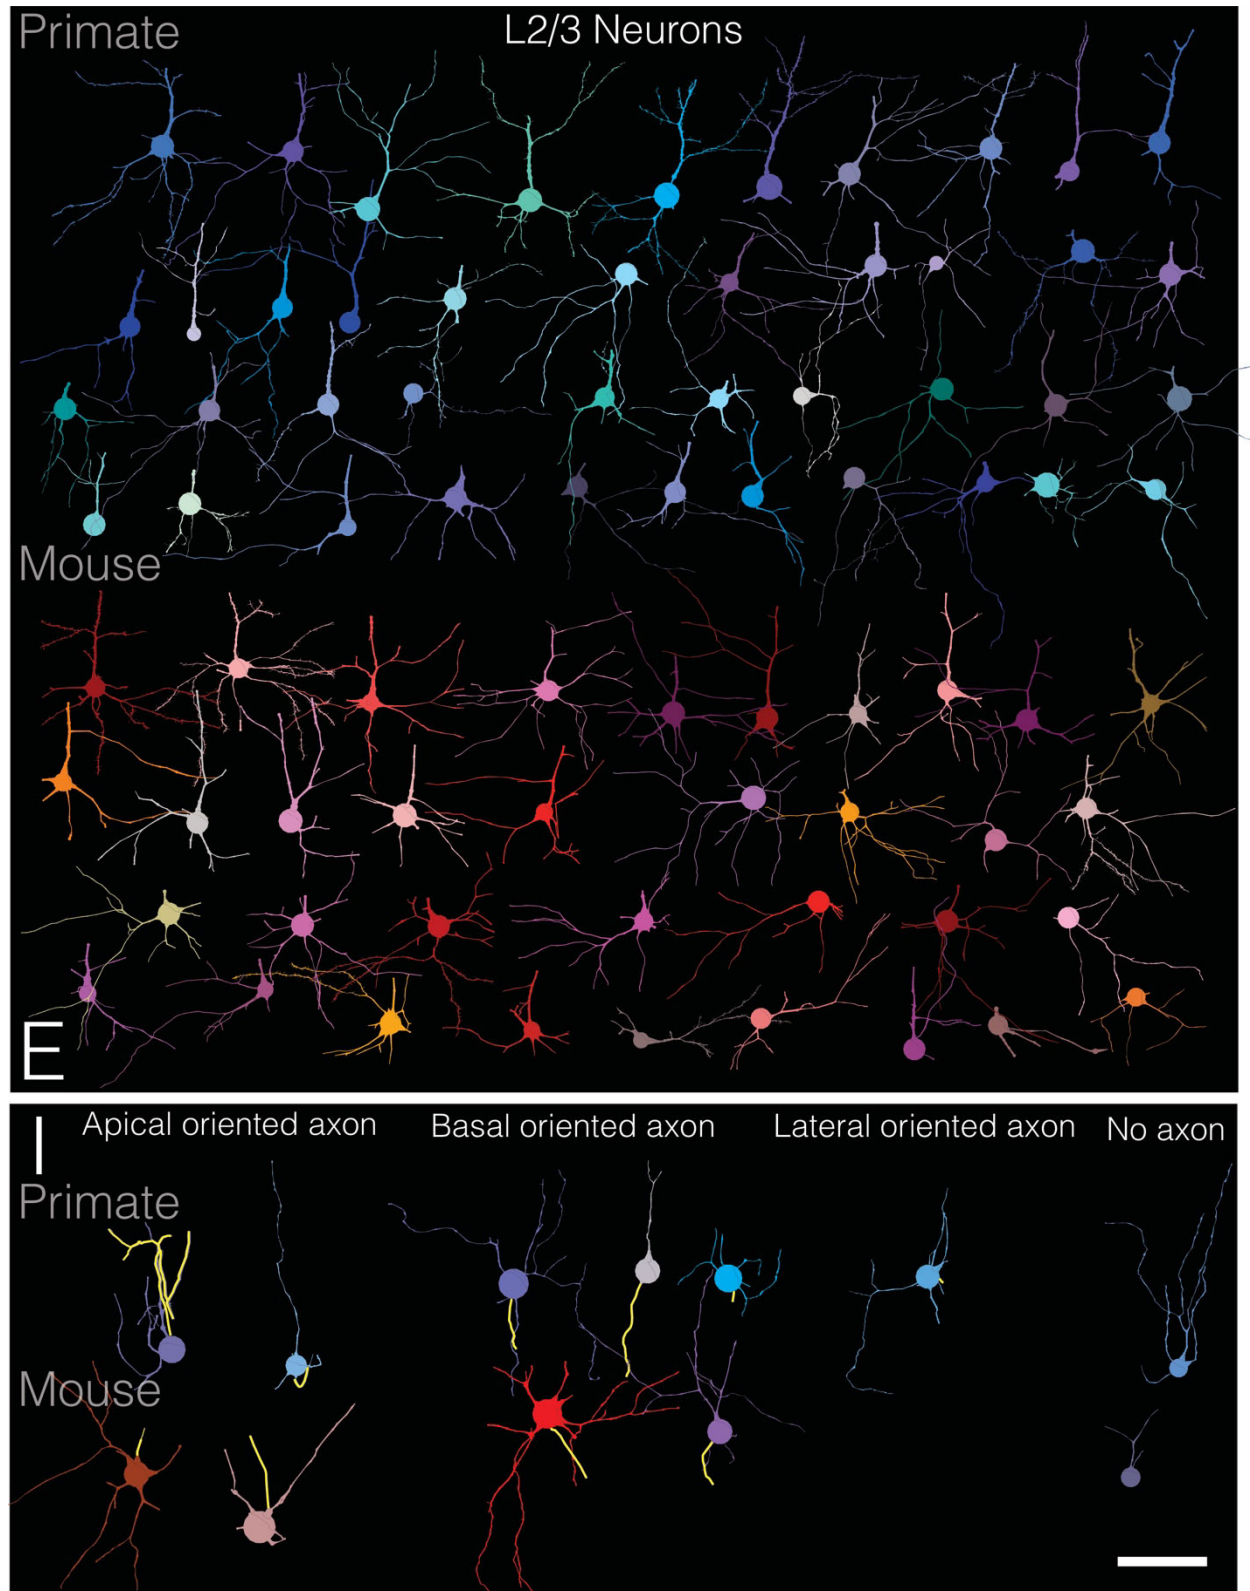 Primate
L2/3 Neurons
Mouse
E
I
Apical oriented axon
Basal oriented axon
Lateral oriented axon
No axon
Primate
Mouse